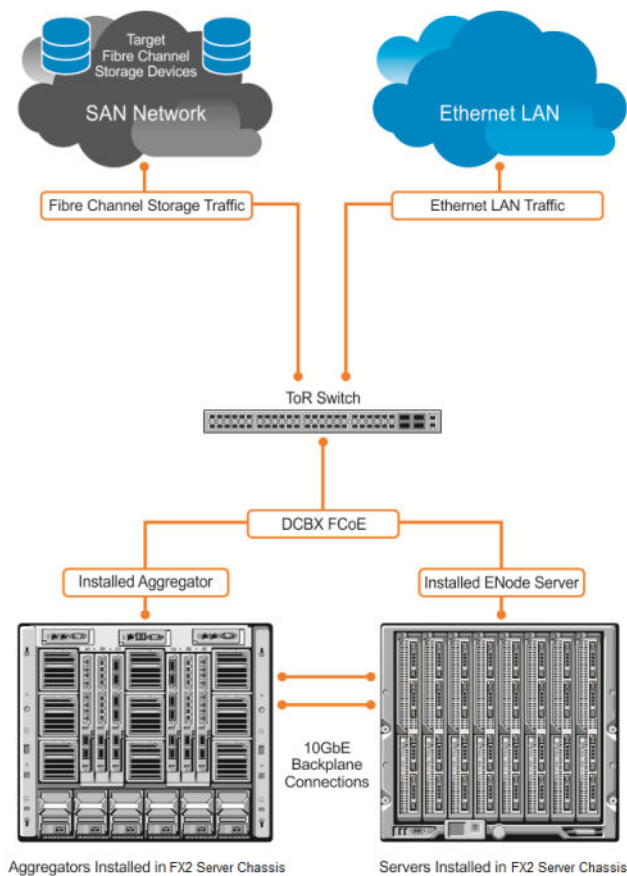 Target
Fibre Channel
Storage Devices
SAN Network
Ethernet LAN
Fibre Channel Storage Traffic
Ethernet LAN Traffic
ToR Switch
DCBX FCoE
Installed Aggregator
Installed ENode Server
10GbE
Backplane
Connections
Aggregators Installed in FX2 Server Chassis
Servers Installed in FX2 Server Chassis